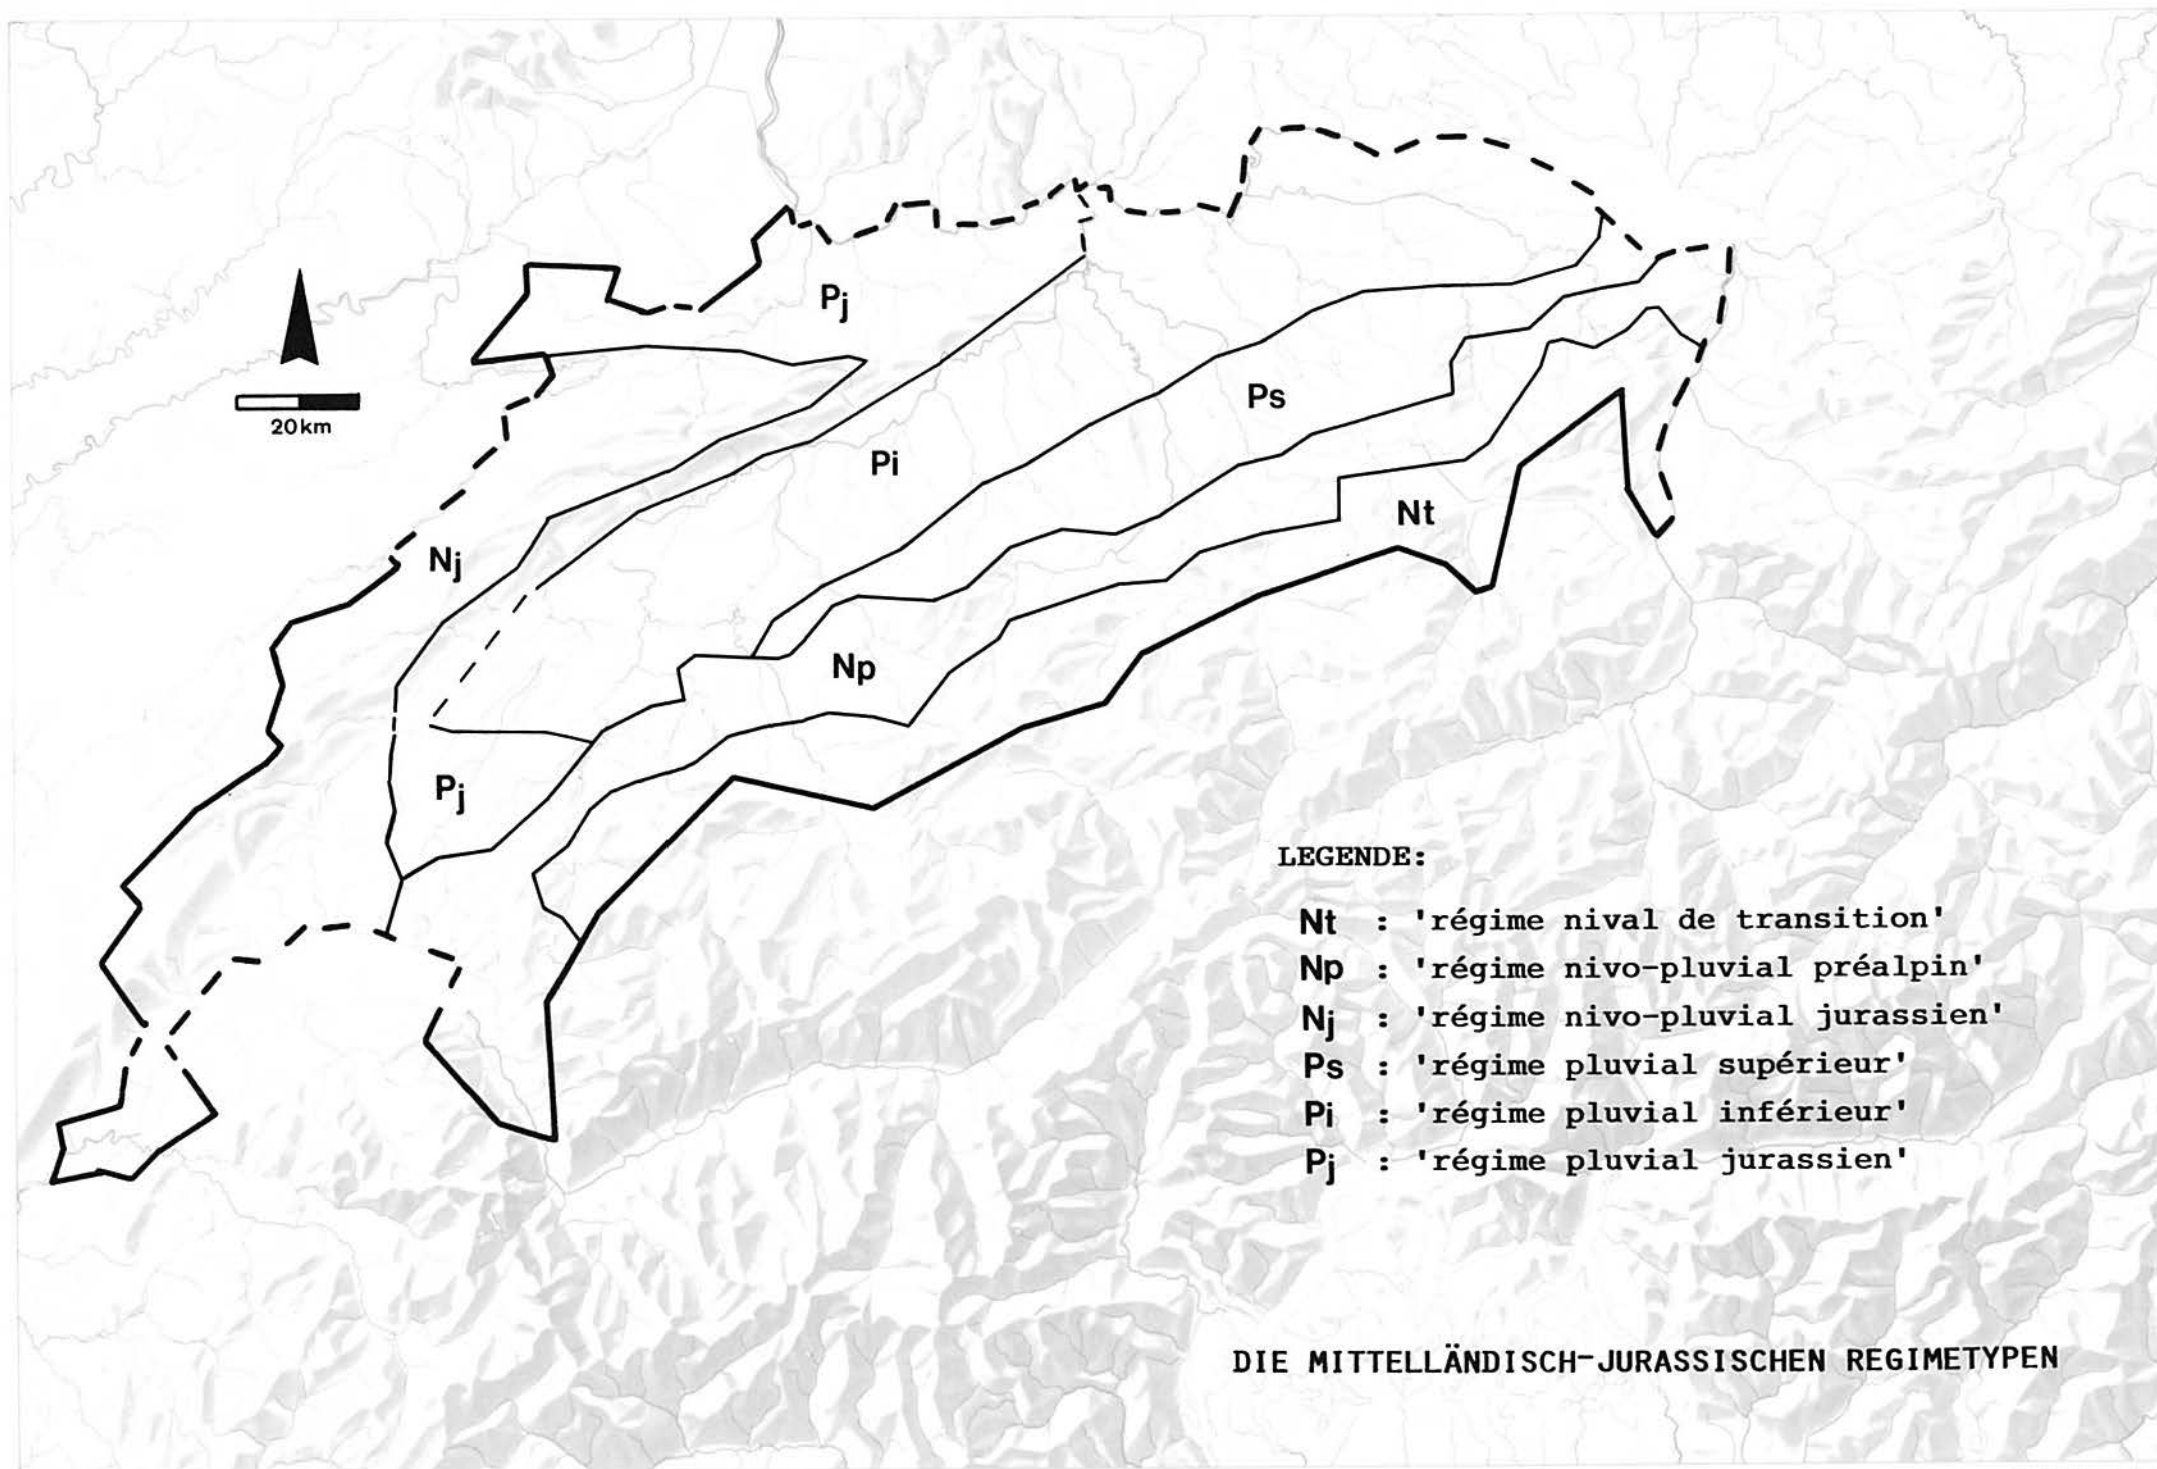 Pj
20km
Ps
Pi
Nt
Nj
Np
Pj
LEGENDE:
Nt : 'régime nival de transition'
Np : 'régime nivo-pluvial préalpin'
Nj : 'régime nivo-pluvial jurassien'
Ps : 'régime pluvial supérieur'
Pi : 'régime pluvial inférieur'
Pj : 'régime pluvial jurassien'
DIE MITTELLÄNDISCH-JURASSISCHEN REGIMETYPEN